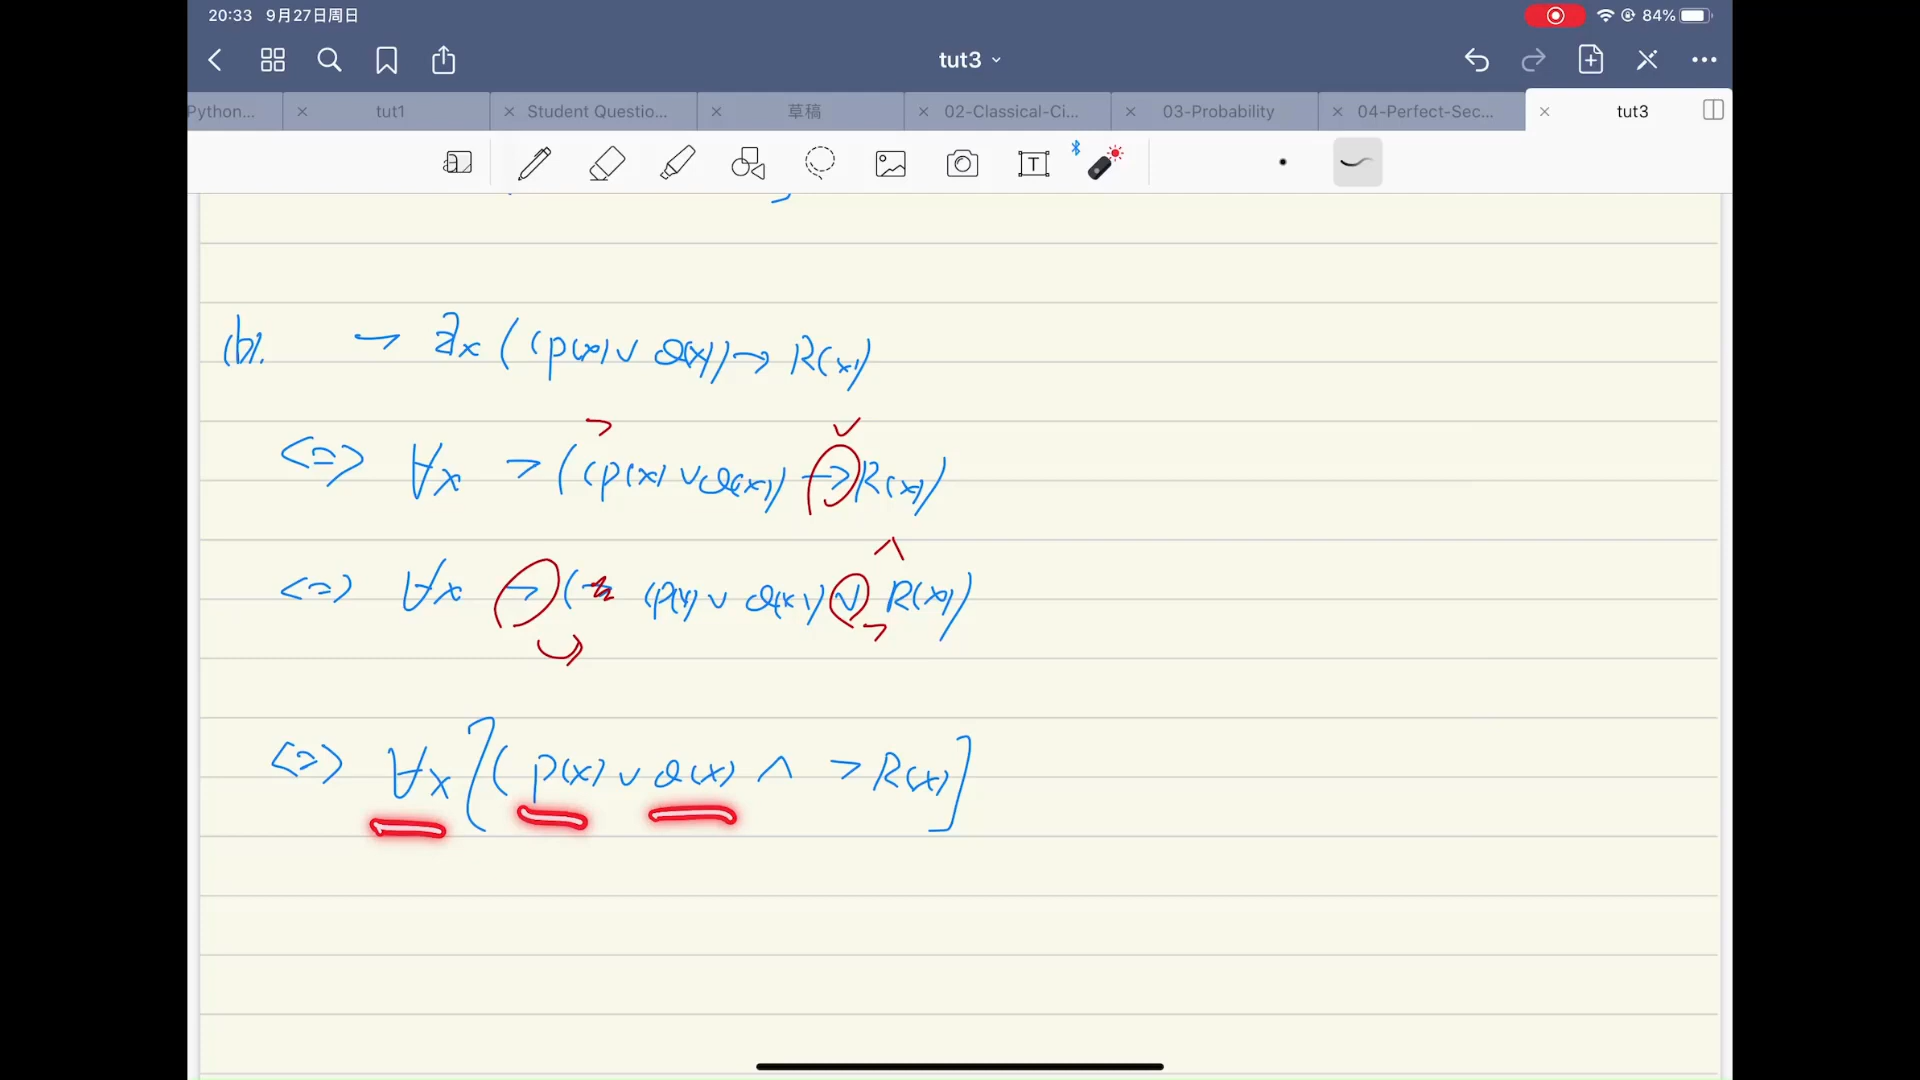 20:33 9月27日周日 84%
tut3
Python... tut1 Student Questio... 草稿 02-Classical-Ci... 03-Probability 04-Perfect-Sec... tut3
(b). ¬ ∃x ( (p(x) ∨ Q(x)) → R(x)
¬ ∨
<=> ∀x ¬ ( (p(x) ∨ Q(x)) → R(x))
∧
<=> ∀x ¬ (¬ (p(x) ∨ Q(x)) ∨ R(x))
¬
<=> ∀x [( p(x) ∨ Q(x) ∧ ¬ R(x) ]